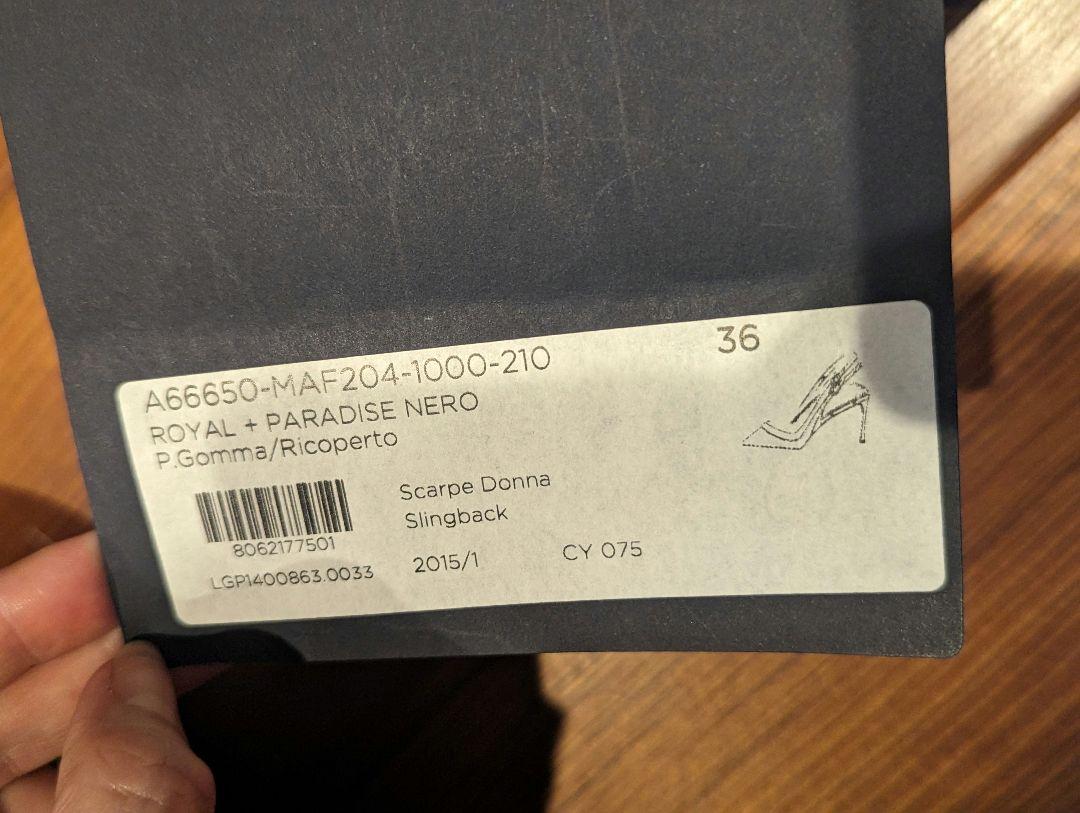 36
A66650-MAF204-1000-210
ROYAL + PARADISE NERO
P.Gomma/Ricoperto
Scarpe Donna
Slingback
8062177501
LGP1400863.0033
2015/1
CY 075